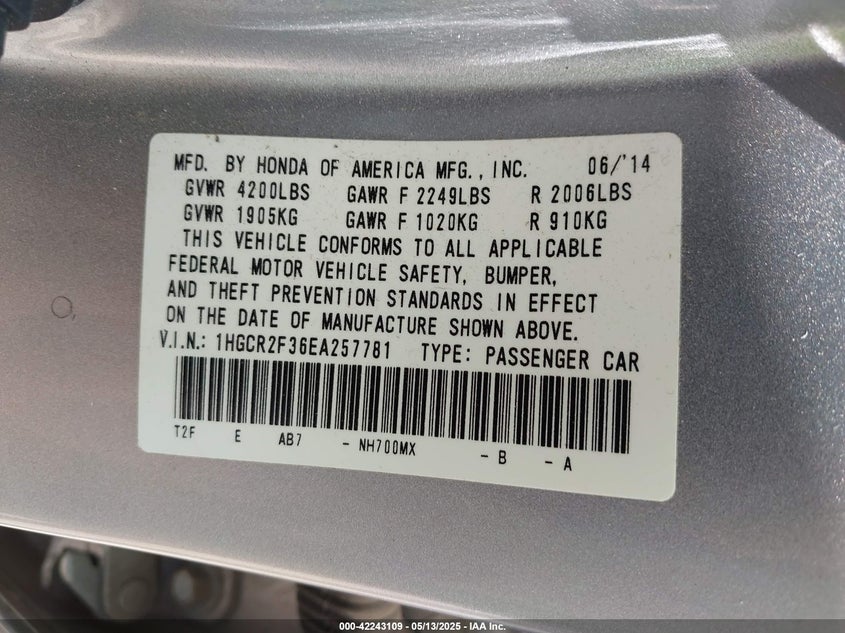 MFD. BY HONDA OF AMERICA MFG., INC. 06/'14
GVWR 4200LBS GAWR F 2249LBS R 2006LBS
GVWR 1905KG GAWR F 1020KG R 910KG
THIS VEHICLE CONFORMS TO ALL APPLICABLE
FEDERAL MOTOR VEHICLE SAFETY, BUMPER,
AND THEFT PREVENTION STANDARDS IN EFFECT
ON THE DATE OF MANUFACTURE SHOWN ABOVE.
V.I.N.: 1HGCR2F36EA257781 TYPE: PASSENGER CAR
T2F E AB7 - NH700MX - B - A
000-42243109 - 05/13/2025 - IAA Inc.